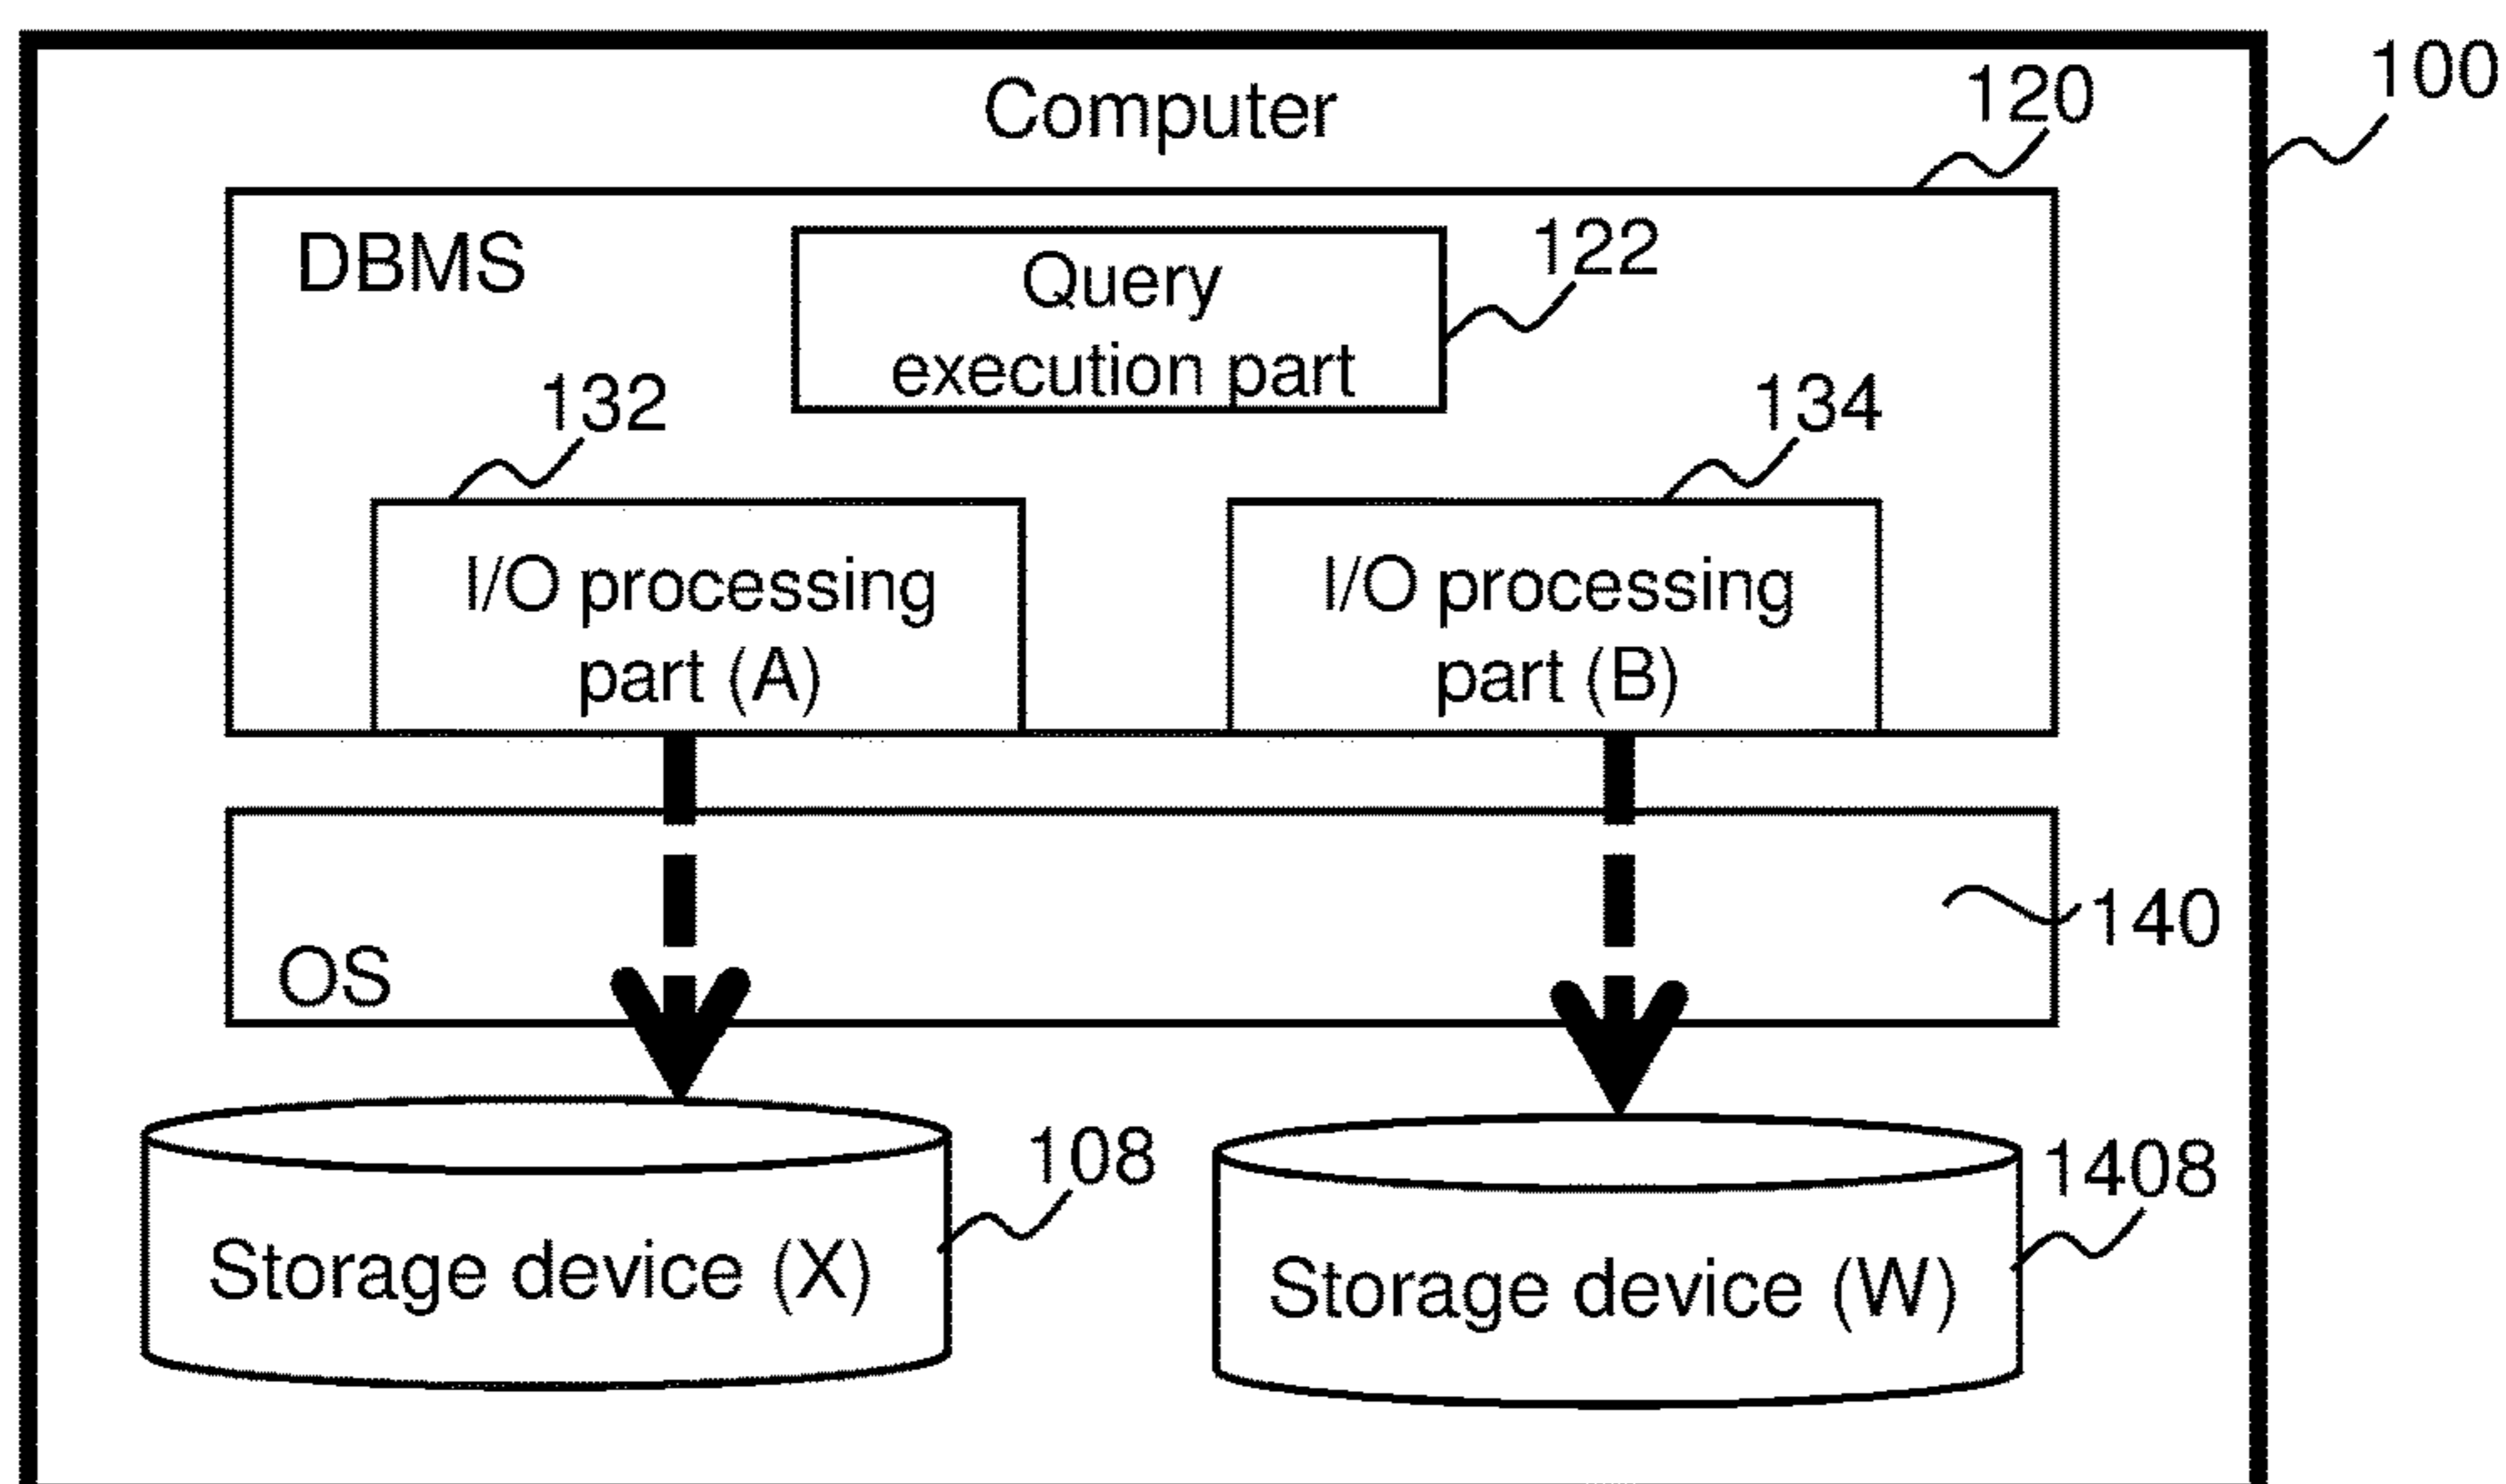 Computer
120
100
DBMS
Query
execution part
122
132
134
I/O processing
part (A)
I/O processing
part (B)
OS
140
Storage device (X)
108
Storage device (W)
1408